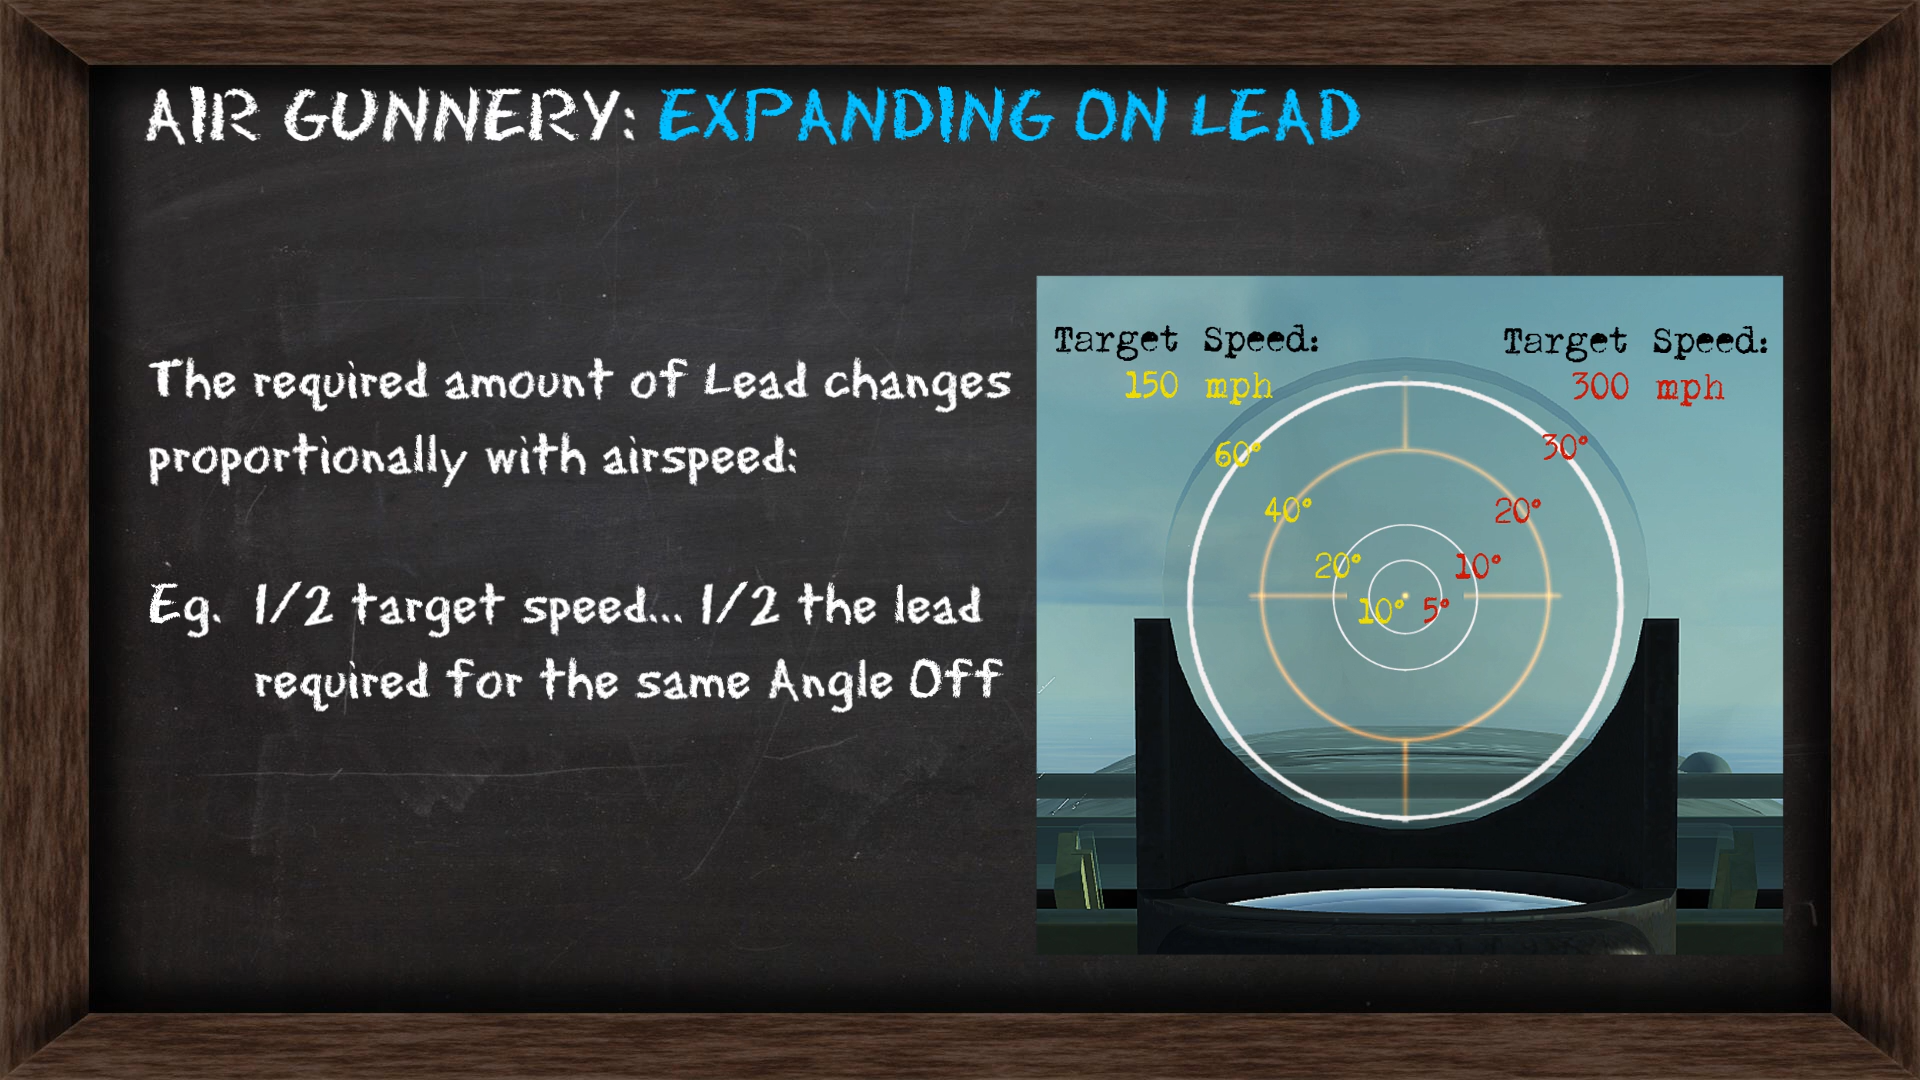 AIR GUNNERY: EXPANDING ON LEAD
The required amount of Lead changes
proportionally with airspeed:
Eg. 1/2 target speed... 1/2 the lead
required for the same Angle Off
Target Speed:
150 mph
60°
40°
20°
10°
Target Speed:
300 mph
30°
20°
10°
5°